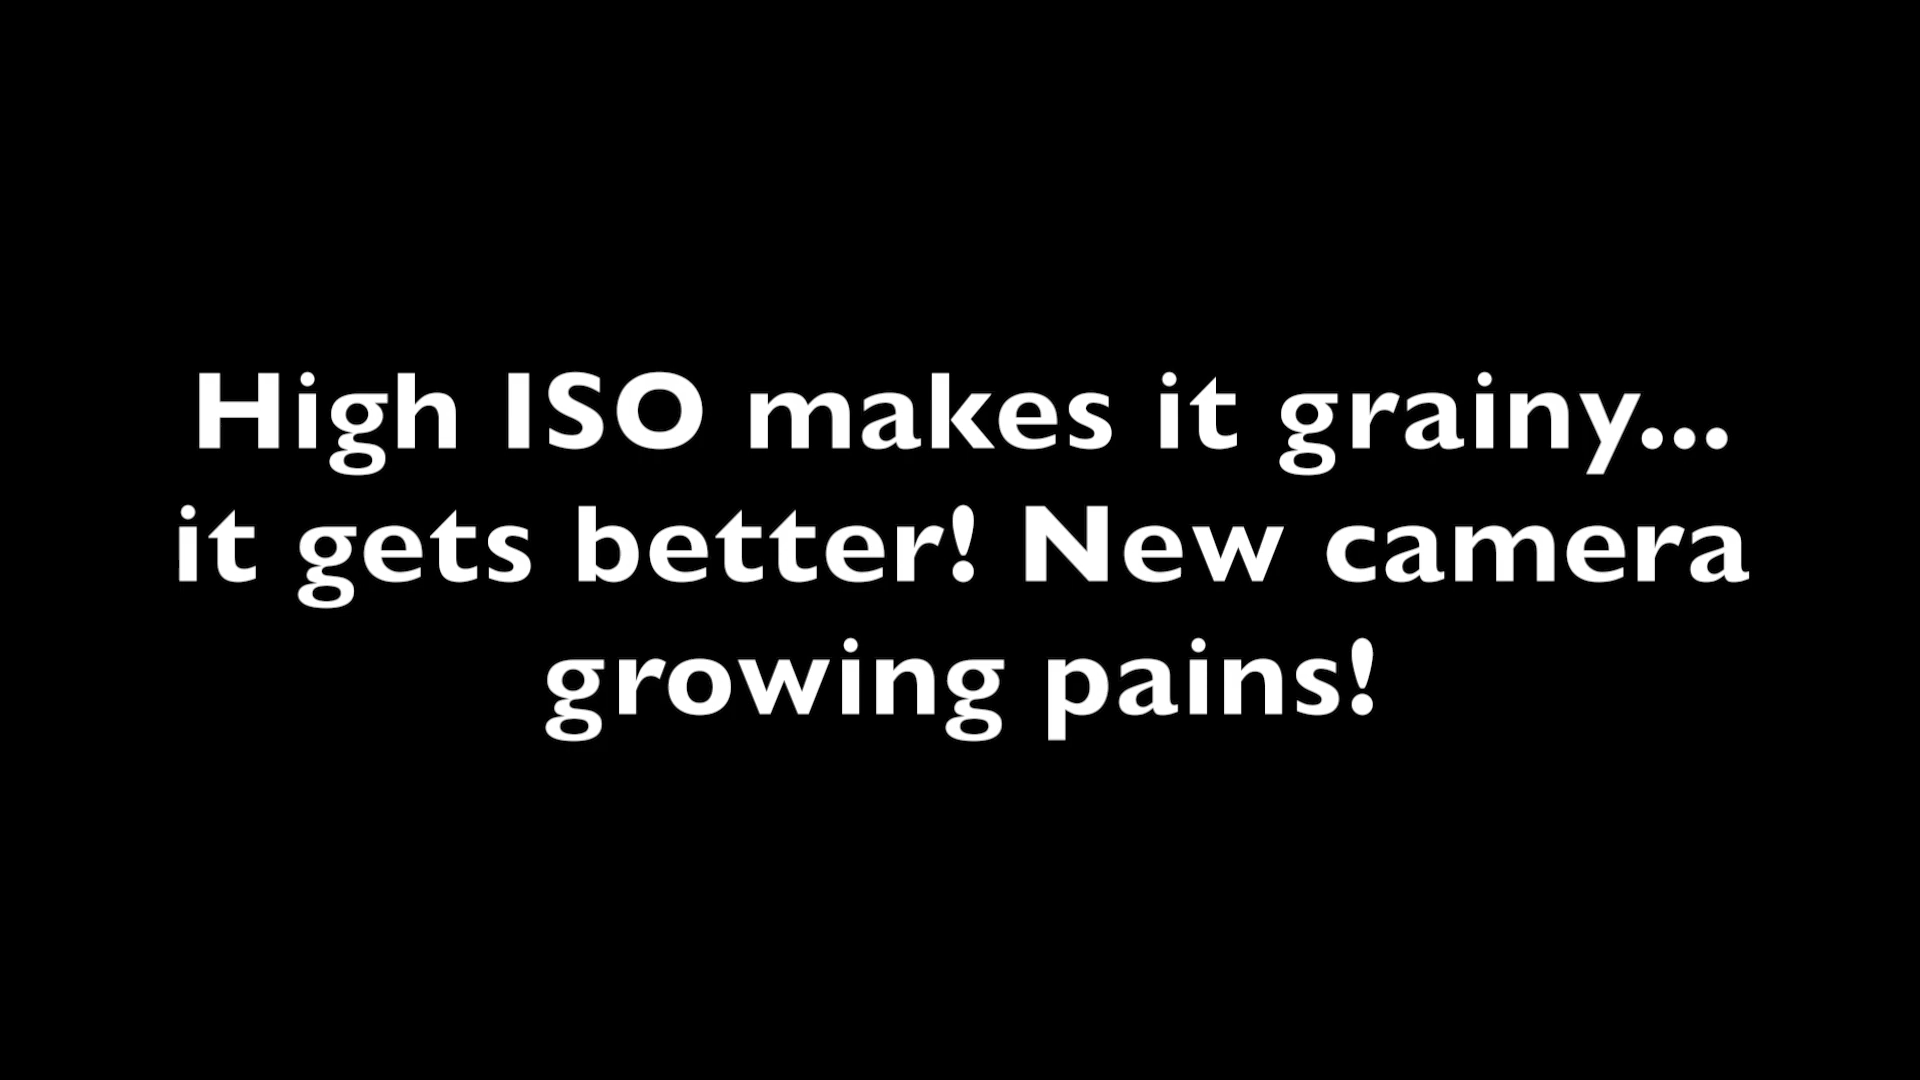 High ISO makes it grainy...
it gets better! New camera
growing pains!